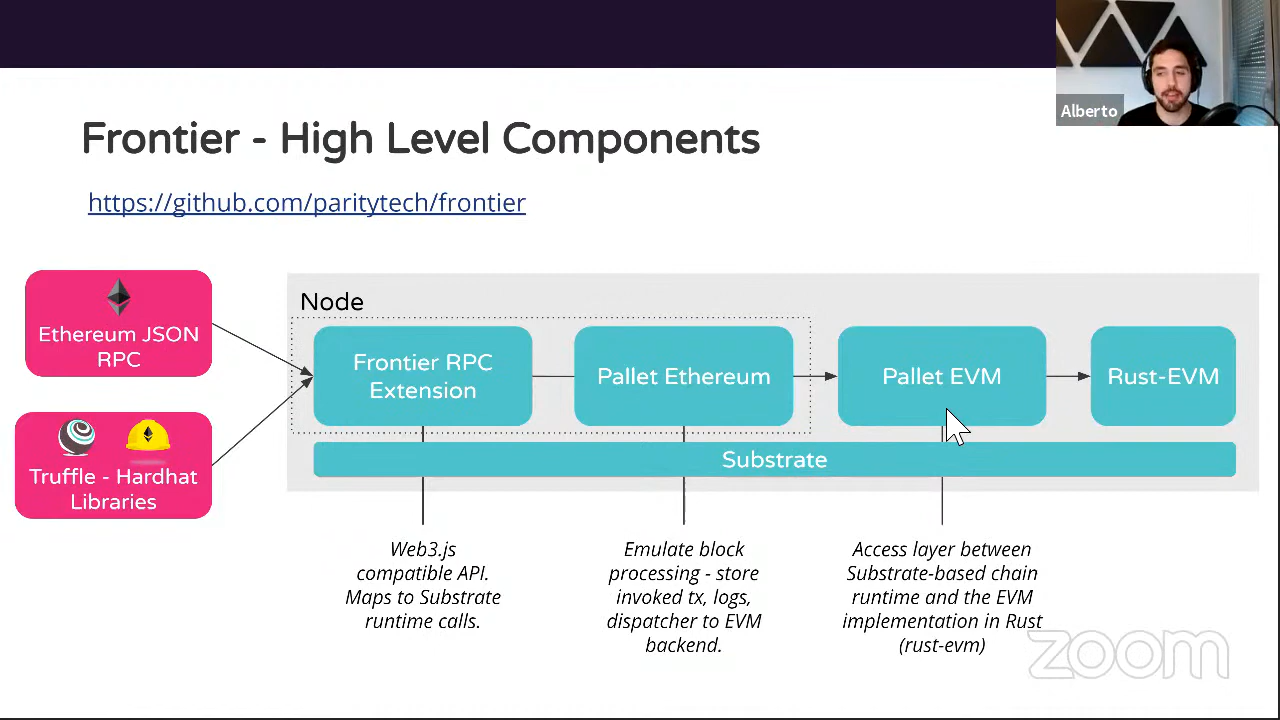 Alberto
Frontier - High Level Components
https://github.com/paritytech/frontier
Ethereum JSON
RPC
Truffle - Hardhat
Libraries
Node
Frontier RPC
Extension
Pallet Ethereum
Pallet EVM
Rust-EVM
Substrate
Web3.js
compatible API.
Maps to Substrate
runtime calls.
Emulate block
processing - store
invoked tx, logs,
dispatcher to EVM
backend.
Access layer between
Substrate-based chain
runtime and the EVM
implementation in Rust
(rust-evm)
zoom